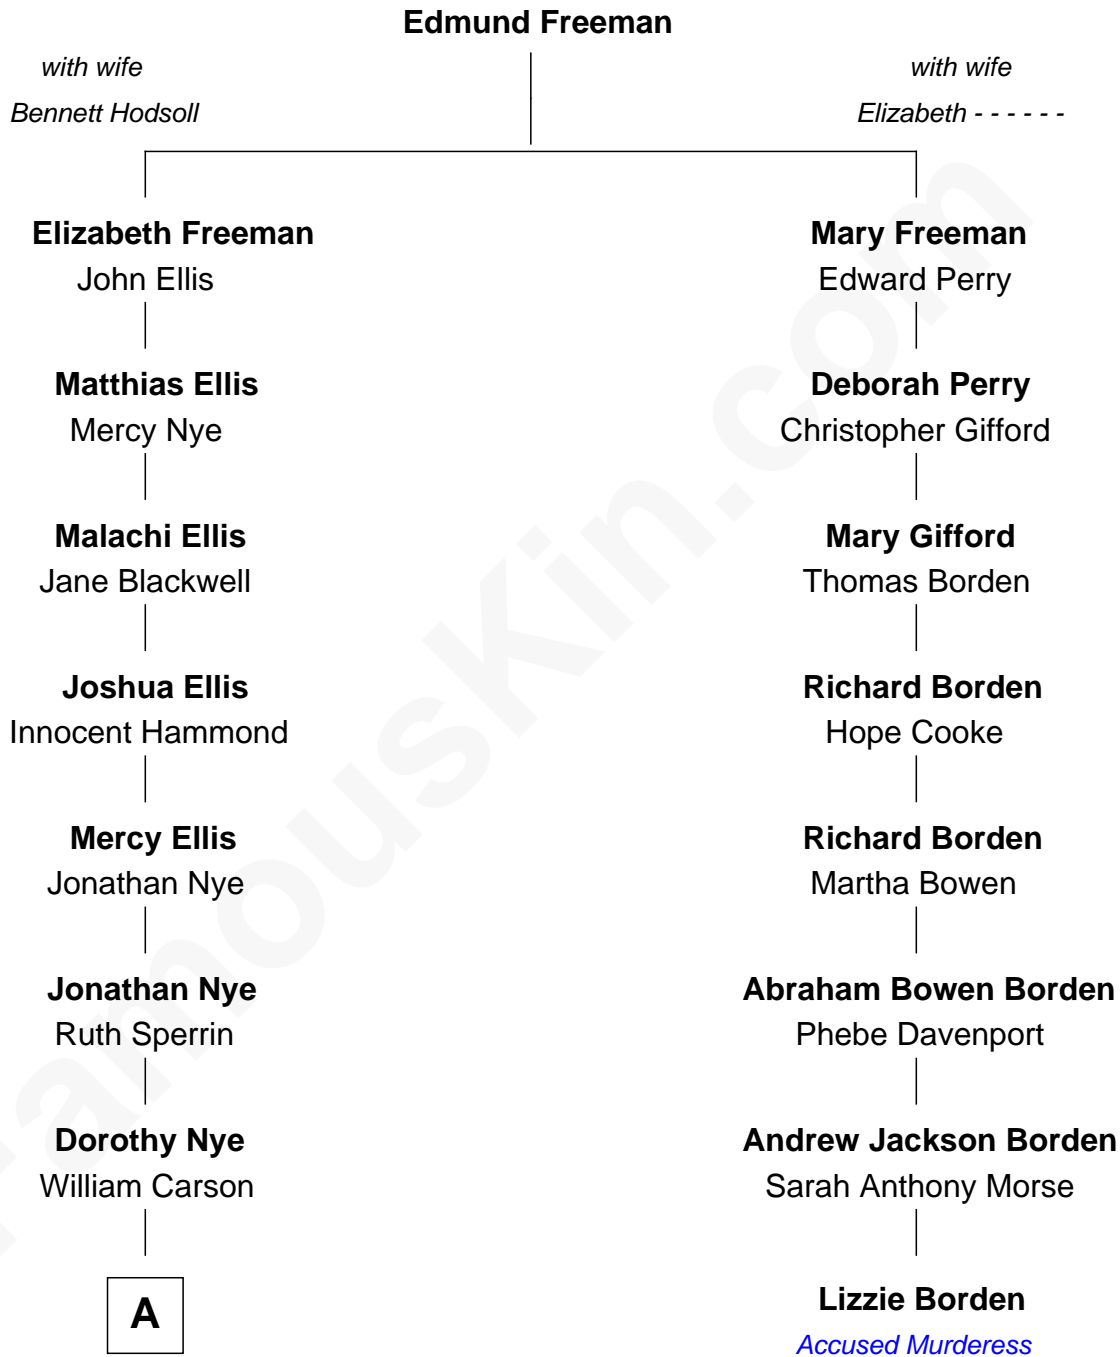 Edmund Freeman
with wife
Bennett Hodsoll
with wife
Elizabeth - - - - - -
Elizabeth Freeman
John Ellis
Mary Freeman
Edward Perry
Matthias Ellis
Mercy Nye
Deborah Perry
Christopher Gifford
Malachi Ellis
Jane Blackwell
Mary Gifford
Thomas Borden
Joshua Ellis
Innocent Hammond
Richard Borden
Hope Cooke
Mercy Ellis
Jonathan Nye
Richard Borden
Martha Bowen
Jonathan Nye
Ruth Sperrin
Abraham Bowen Borden
Phebe Davenport
Dorothy Nye
William Carson
Andrew Jackson Borden
Sarah Anthony Morse
A
Lizzie Borden
Accused Murderess
FamousKin.com